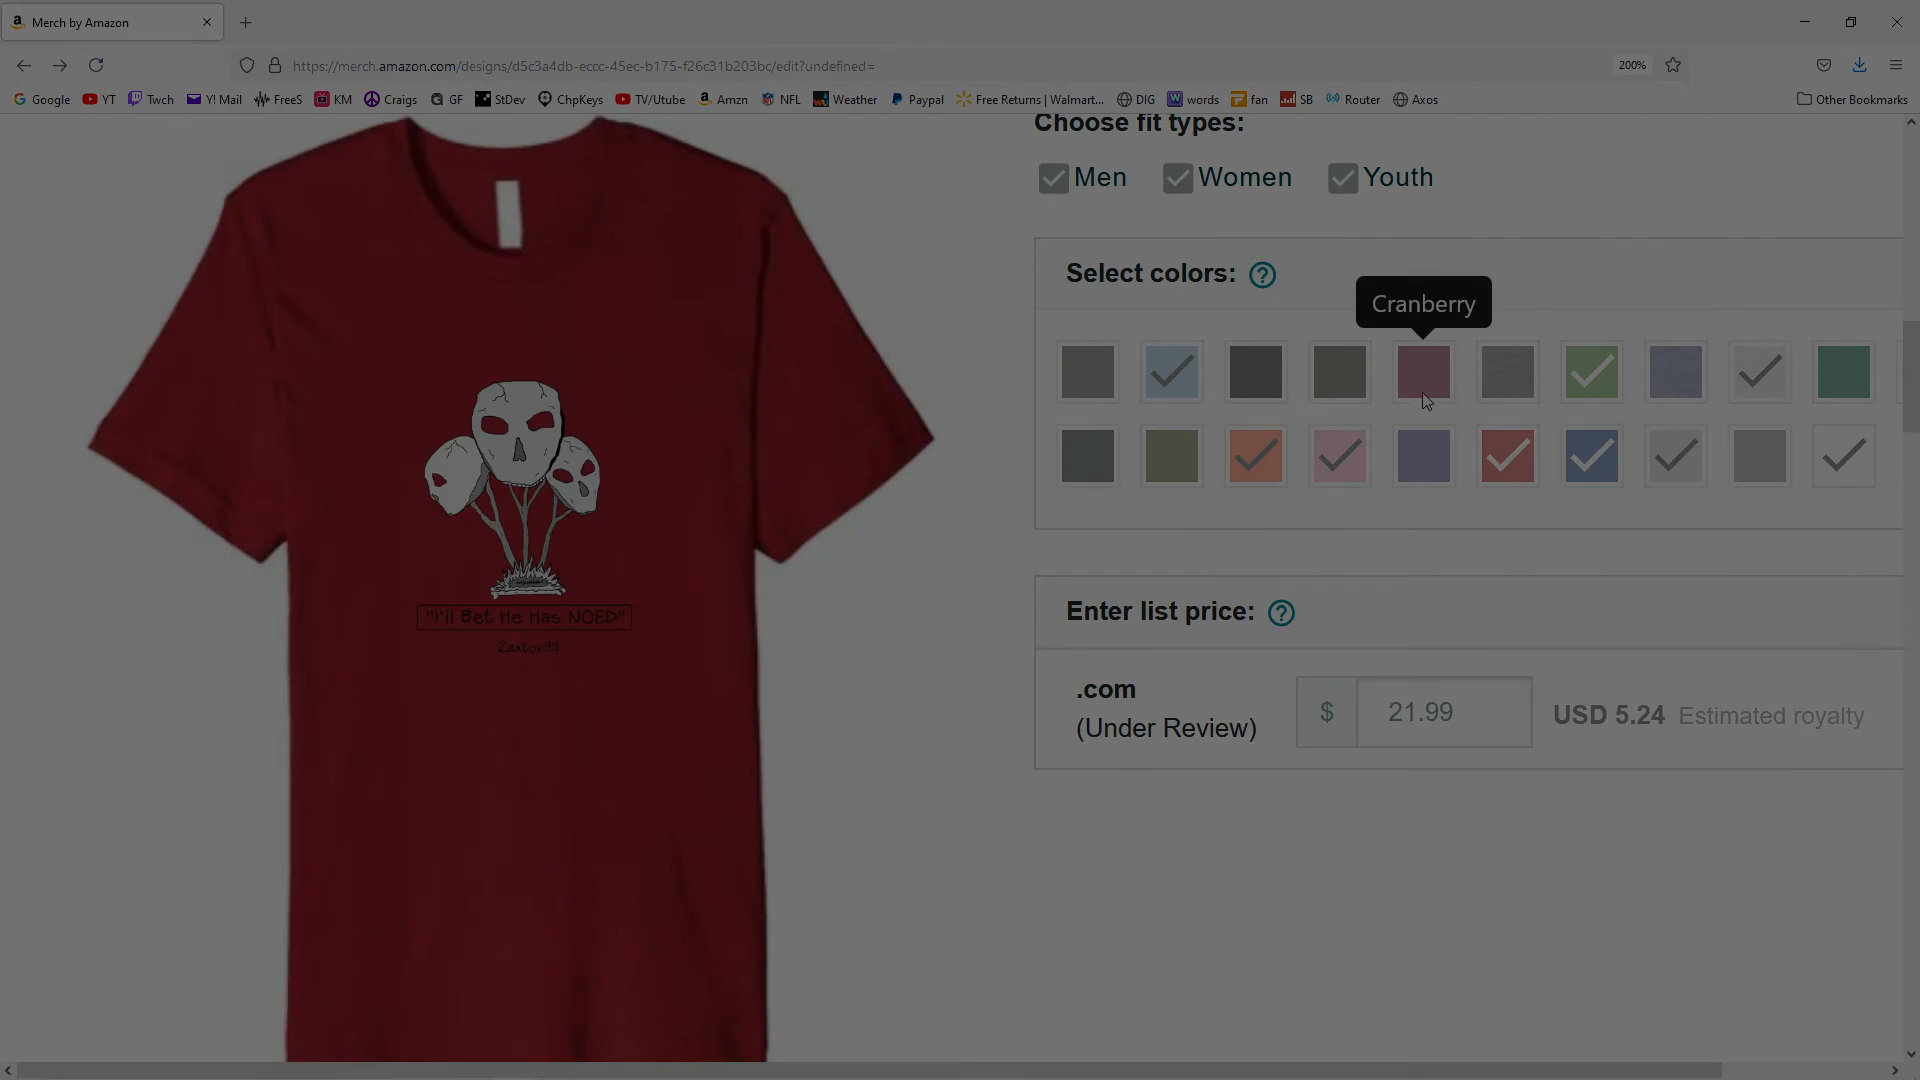 Merch by Amazon
https://merch.amazon.com/designs/d5c3a4db-eccc-45ec-b175-f26c31b203bc/edit?undefined=
200%
Google YT Twch Y! Mail FreeS KM Craigs GF StDev ChpKeys TV/Utube Amzn NFL Weather Paypal Free Returns | Walmart... DIG words fan SB Router Axos Other Bookmarks
Choose fit types:
Men Women Youth
Select colors: ?
Cranberry
"I'll Bet He Has NOED"
Zaxtor99
Enter list price: ?
.com
(Under Review)
$ 21.99
USD 5.24 Estimated royalty